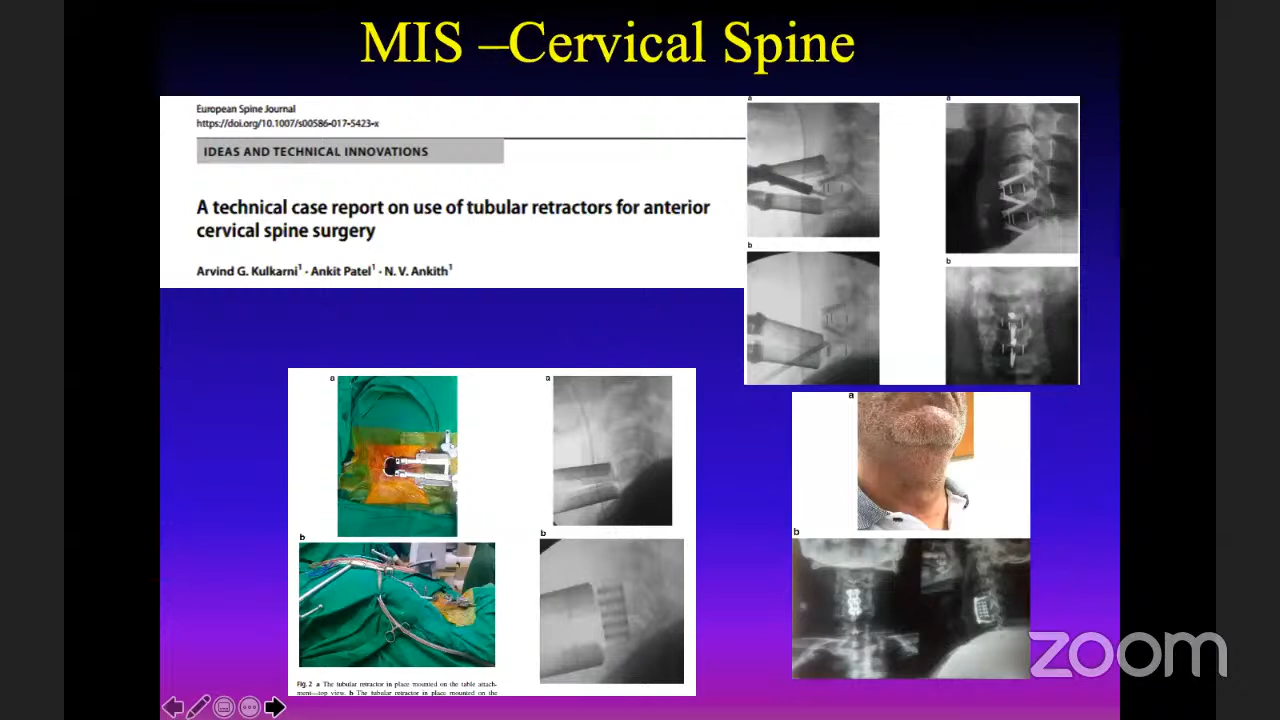 MIS –Cervical Spine
European Spine Journal
https://doi.org/10.1007/s00586-017-5423-x
IDEAS AND TECHNICAL INNOVATIONS
A technical case report on use of tubular retractors for anterior
cervical spine surgery
Arvind G. Kulkarni¹ · Ankit Patel¹ · N. V. Ankith¹
a
a
b
b
a
a
b
b
Fig. 2 a The tubular retractor in place mounted on the table attach-
ment—top view. b The tubular retractor in place mounted on the
a
b
zoom